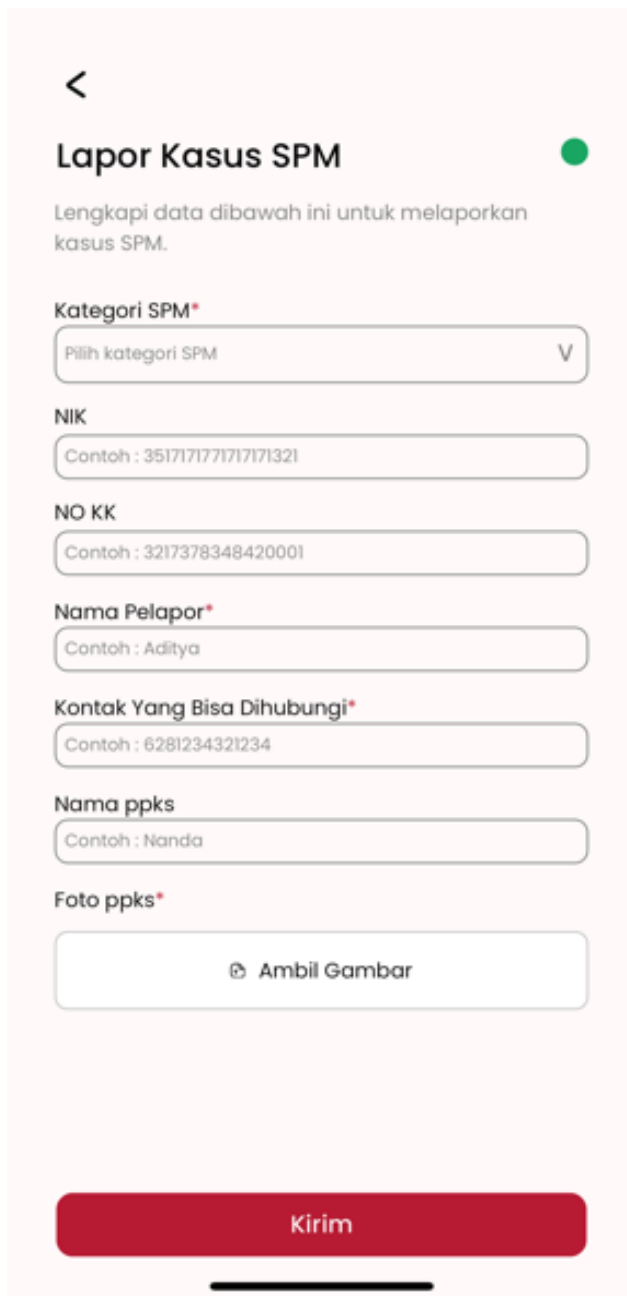 Lapor Kasus SPM
Lengkapi data dibawah ini untuk melaporkan
kasus SPM.
Kategori SPM*
Pilih kategori SPM V
NIK
Contoh : 3517171771717171321
NO KK
Contoh : 3217378348420001
Nama Pelapor*
Contoh : Aditya
Kontak Yang Bisa Dihubungi*
Contoh : 6281234321234
Nama ppks
Contoh : Nanda
Foto ppks*
Ambil Gambar
Kirim